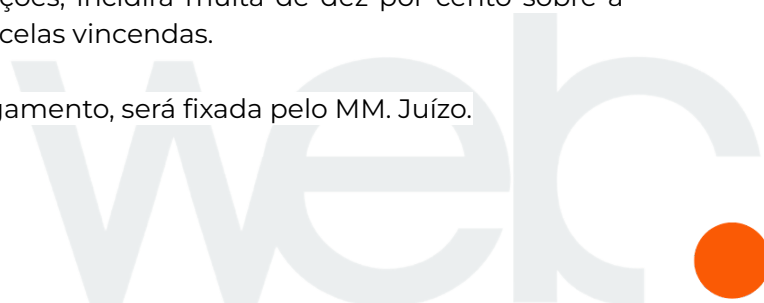 ções, incidirá multa de dez por cento sobre a
celas vincendas.
gamento, será fixada pelo MM. Juízo.
web.